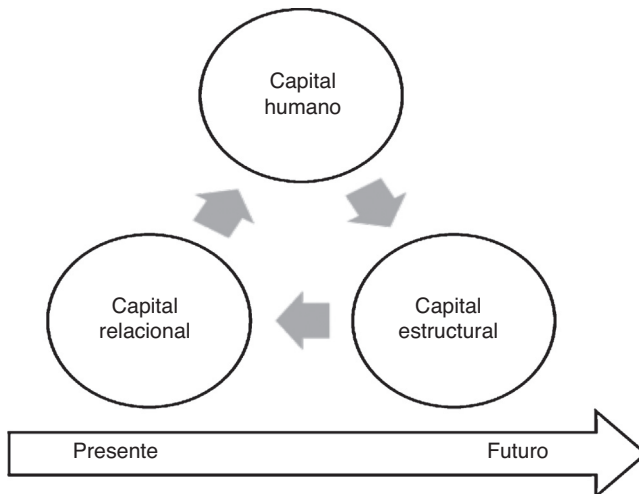 Capital
humano
Capital
relacional
Capital
estructural
Presente
Futuro